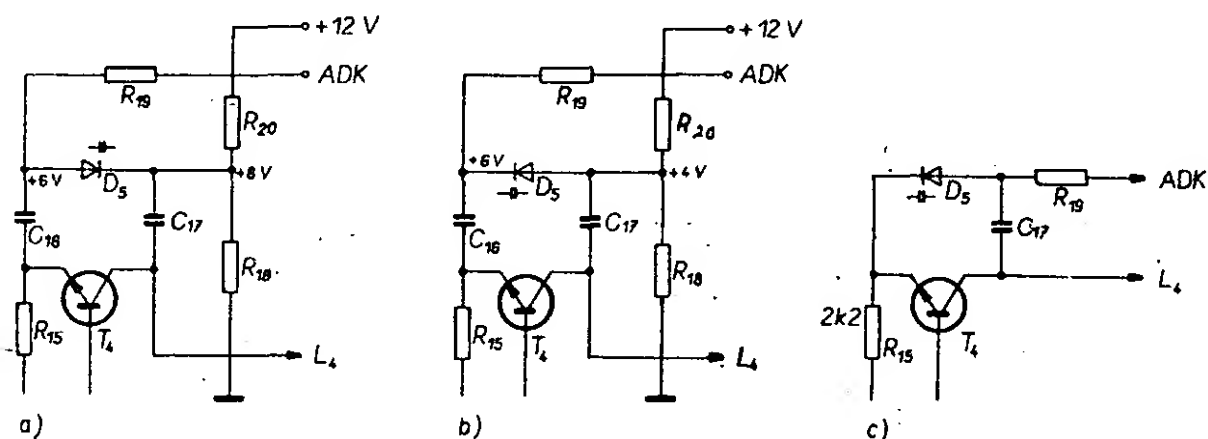 +12 V
ADK
R19
R20
+6 V
D5
+8 V
C16
C17
R18
R15
T4
L4
a)
+12 V
ADK
R19
R20
+6 V
D5
+4 V
C16
C17
R18
R15
T4
L4
b)
ADK
D5
R19
C17
L4
2k2
R15
T4
c)